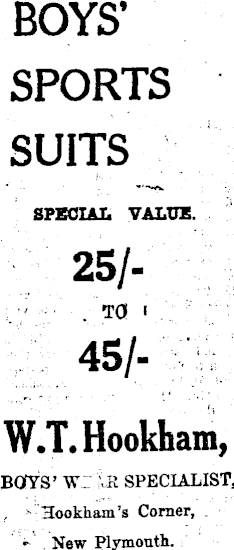 BOYS'
SPORTS
SUITS
SPECIAL VALUE.
25/-
TO
45/-
W.T. Hookham,
BOYS' SPECIALIST,
Hookham's Corner,
New Plymouth.